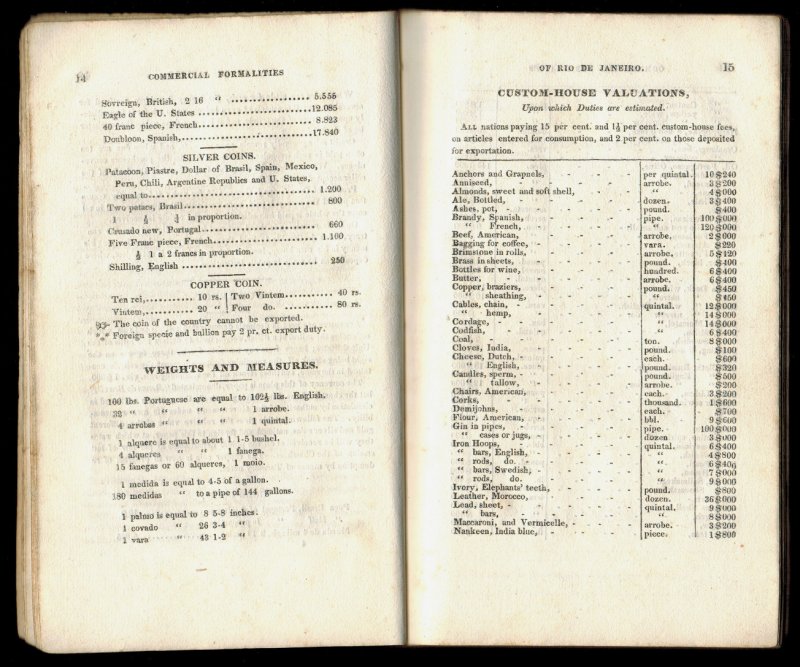 14
COMMERCIAL FORMALITIES
Sovreign, British, 2 16 “ .................... 5.555
Eagle of the U. States ........................ 12.085
40 franc piece, French........................ 8.823
Doubloon, Spanish,........................... 17.840
SILVER COINS.
Patacoon, Piastre, Dollar of Brasil, Spain, Mexico,
Peru, Chili, Argentine Republics and U. States,
equal to........................ 1.200
Two patacs, Brasil........................ 800
1 ½ ¼ in proportion.
Crusado new, Portugal........................ 660
Five Franc piece, French........................ 1.100
½ 1 a 2 francs in proportion.
Shilling, English ........................ 250
COPPER COIN.
Ten rei,............ 10 rs. | Two Vintem............ 40 rs.
Vintem,............ 20 “ | Four do. ............ 80 rs.
☞ The coin of the country cannot be exported.
*** Foreign specie and bullion pay 2 pr. ct. export duty.
WEIGHTS AND MEASURES.
100 lbs. Portuguese are equal to 102½ lbs. English.
32 “ “ “ “ 1 arrobe.
4 arrobas “ “ “ 1 quintal.
1 alquere is equal to about 1 1-5 bushel.
4 alqueres “ “ 1 fanega.
15 fanegas or 60 alqueres, 1 moio.
1 medida is equal to 4-5 of a gallon.
180 medidas “ to a pipe of 144 gallons.
1 palmo is equal to 8 5-8 inches.
1 covado “ 26 3-4 “
1 vara “ 43 1-2 “
OF RIO DE JANEIRO. 15
CUSTOM-HOUSE VALUATIONS,
Upon which Duties are estimated.
ALL nations paying 15 per cent. and 1½ per cent. custom-house fees,
on articles entered for consumption, and 2 per cent. on those deposited
for exportation.
Anchors and Grapnels, - - - - per quintal. 10$240
Anniseed, - - - - arrobe. 3$200
Almonds, sweet and soft shell, - - - “ 4$000
Ale, Bottled, - - - - dozen. 3$400
Ashes, pot, - - - - pound. $400
Brandy, Spanish, - - - - pipe. 100$000
“ French, - - - - “ 120$000
Beef, American, - - - - arrobe. 2$000
Bagging for coffee, - - - - vara. $220
Brimstone in rolls, - - - - arrobe. 5$120
Brass in sheets, - - - - pound. $400
Bottles for wine, - - - - hundred. 6$400
Butter, - - - - arrobe. 6$400
Copper, braziers, - - - - pound. $450
“ sheathing, - - - - “ $450
Cables, chain, - - - - quintal. 12$000
“ hemp, - - - - “ 14$000
Cordage, - - - - “ 14$000
Codfish, - - - - “ 6$400
Coal, - - - - ton. 8$000
Cloves, India, - - - - pound. $100
Cheese, Dutch, - - - - each. $600
“ English, - - - - pound. $320
Candles, sperm, - - - - pound. $500
“ tallow, - - - - arrobe. $200
Chairs, American, - - - - each. 3$200
Corks, - - - - thousand. 1$600
Demijohns, - - - - each. $700
Flour, American, - - - - bbl. 9$600
Gin in pipes, - - - - pipe. 100$000
“ cases or jugs, - - - - dozen 3$000
Iron Hoops, - - - - quintal. 6$400
“ bars, English, - - - - “ 4$800
“ rods, do. - - - - “ 6$400
“ bars, Swedish, - - - - “ 7$000
“ rods, do. - - - - “ 9$000
Ivory, Elephants' teeth, - - - - pound. $800
Leather, Morocco, - - - - dozen. 36$000
Lead, sheet, - - - - quintal. 9$000
“ bars, - - - - “ 8$000
Maccaroni, and Vermicelle, - - - - arrobe. 3$200
Nankeen, India blue, - - - - piece. 1$800